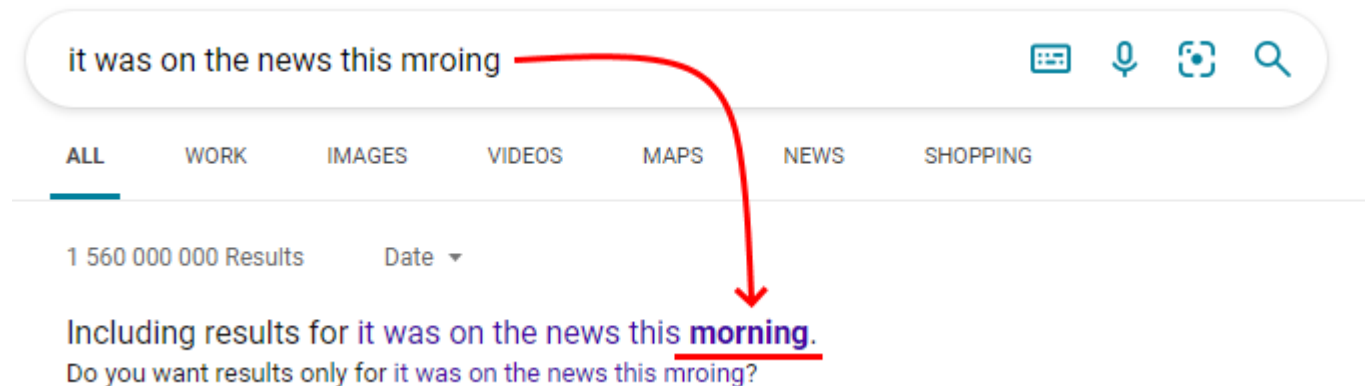 it was on the news this mroing
ALL WORK IMAGES VIDEOS MAPS NEWS SHOPPING
1 560 000 000 Results Date
Including results for it was on the news this morning.
Do you want results only for it was on the news this mroing?